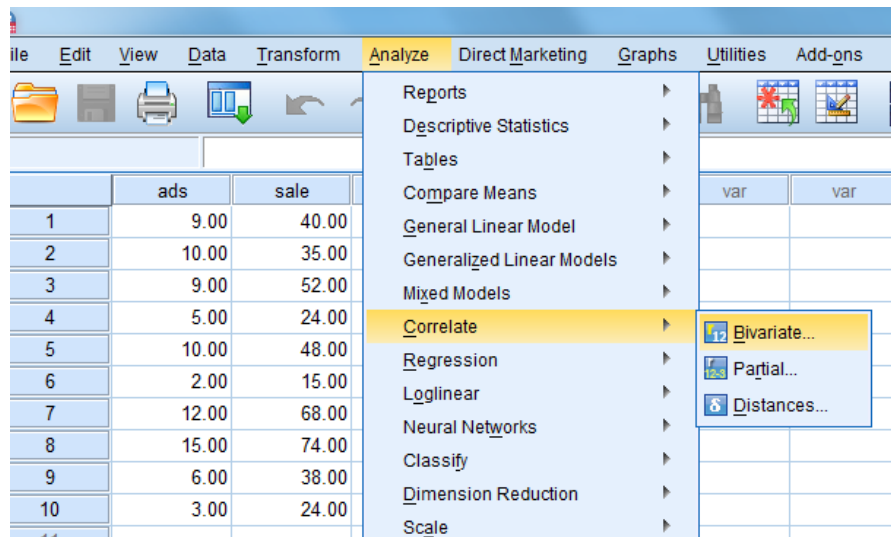 ile Edit View Data Transform Analyze Direct Marketing Graphs Utilities Add-ons
Reports
Descriptive Statistics
Tables
Compare Means
General Linear Model
Generalized Linear Models
Mixed Models
Correlate
Regression
Loglinear
Neural Networks
Classify
Dimension Reduction
Scale
12 Bivariate...
12-3 Partial...
δ Distances...
ads sale var var
1 9.00 40.00
2 10.00 35.00
3 9.00 52.00
4 5.00 24.00
5 10.00 48.00
6 2.00 15.00
7 12.00 68.00
8 15.00 74.00
9 6.00 38.00
10 3.00 24.00